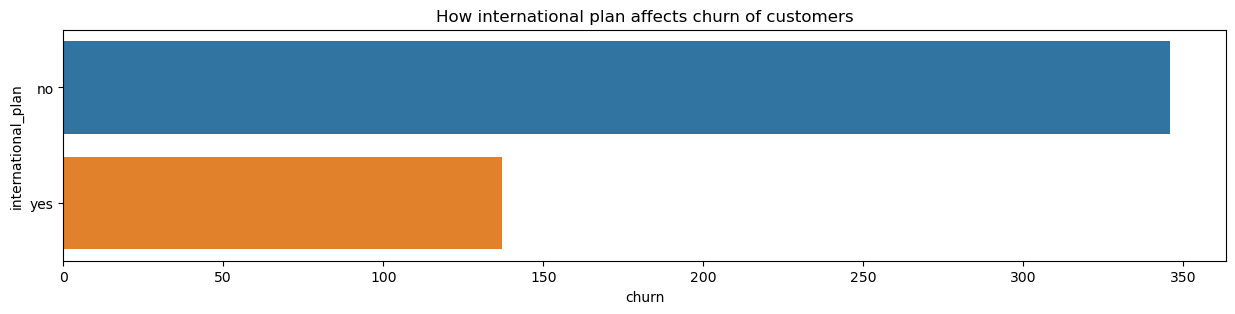 How international plan affects churn of customers
international_plan
no
yes
0 50 100 150 200 250 300 350
churn